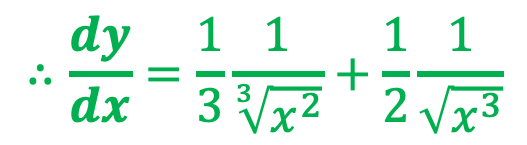 ∴ dy/dx = 1/3 1/∛x² + 1/2 1/√x³